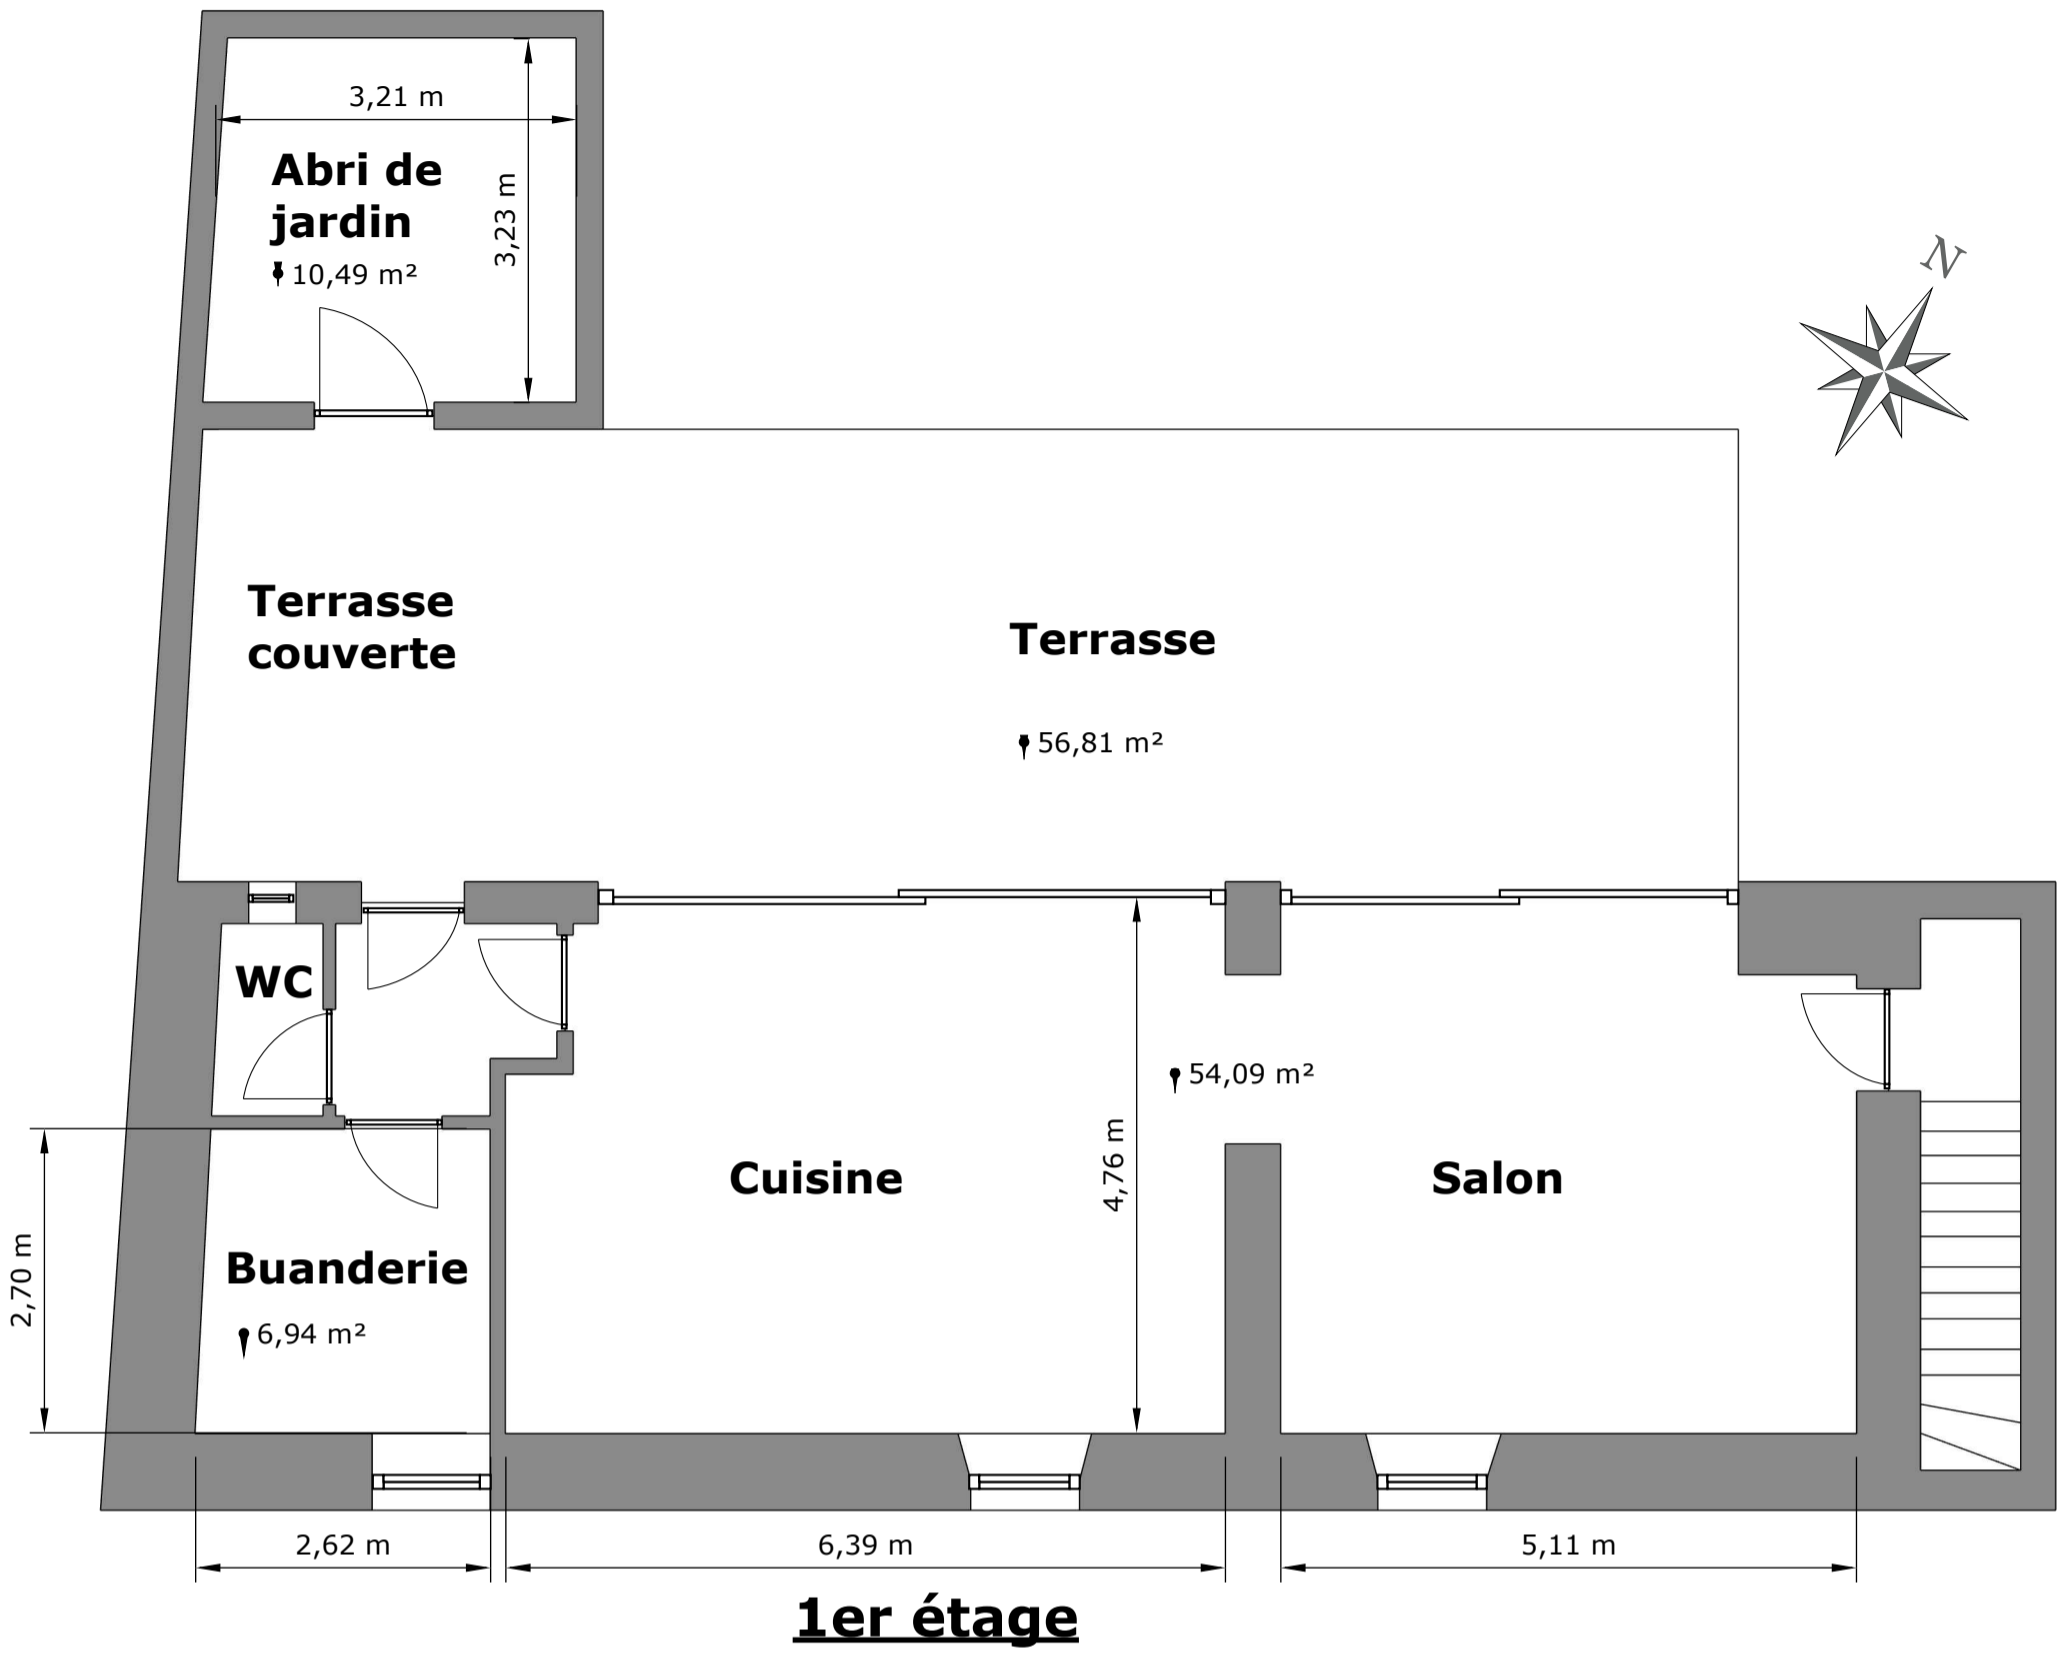 3,21 m
Abri de
jardin
3,23 m
10,49 m²
N
Terrasse
couverte
Terrasse
56,81 m²
WC
54,09 m²
4,76 m
Cuisine
Salon
2,70 m
Buanderie
6,94 m²
2,62 m
6,39 m
5,11 m
1er étage